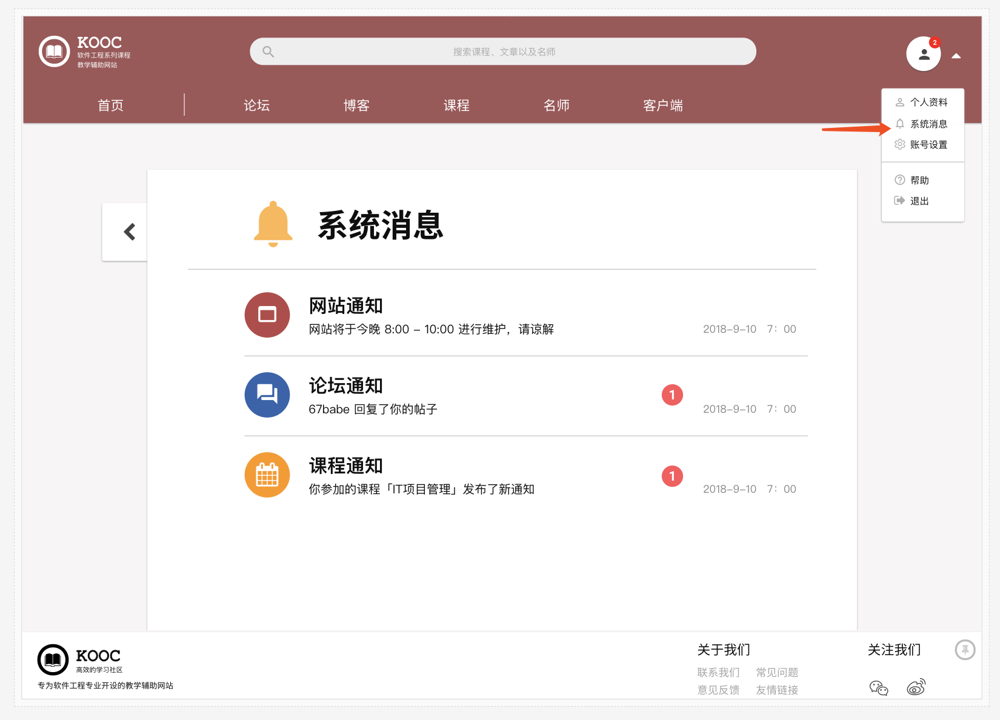 KOOC
软件工程系列课程
教学辅助网站
搜索课程、文章以及名师
2
首页
论坛
博客
课程
名师
客户端
个人资料
系统消息
账号设置
帮助
退出
系统消息
网站通知
网站将于今晚 8:00 – 10:00 进行维护，请谅解
2018–9–10 7：00
论坛通知
67babe 回复了你的帖子
1
2018–9–10 7：00
课程通知
你参加的课程「IT项目管理」发布了新通知
1
2018–9–10 7：00
KOOC
高效的学习社区
专为软件工程专业开设的教学辅助网站
关于我们
联系我们 常见问题
意见反馈 友情链接
关注我们